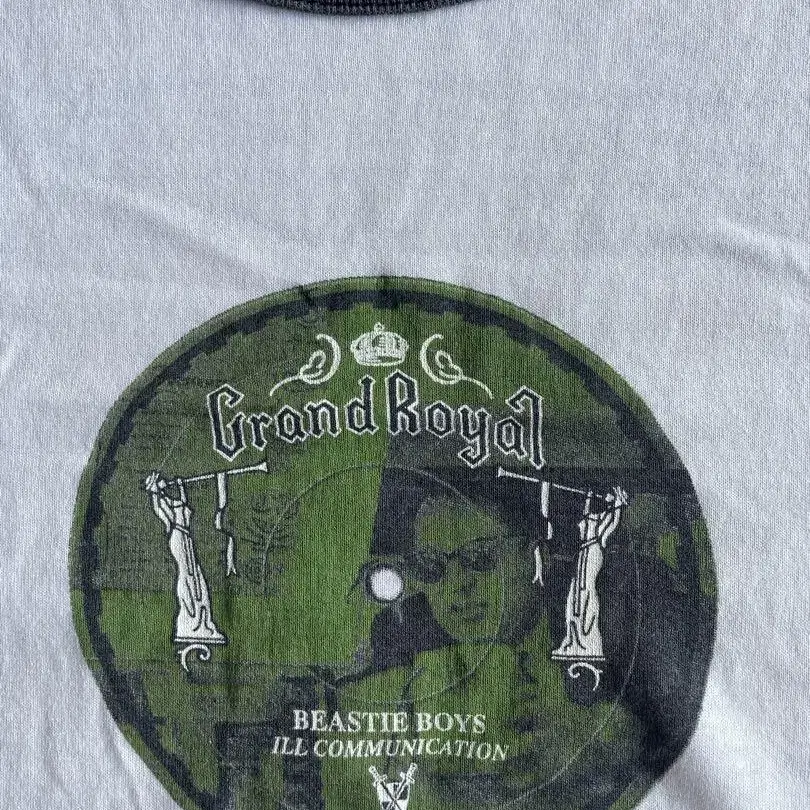 Grand Royal
BEASTIE BOYS
ILL COMMUNICATION